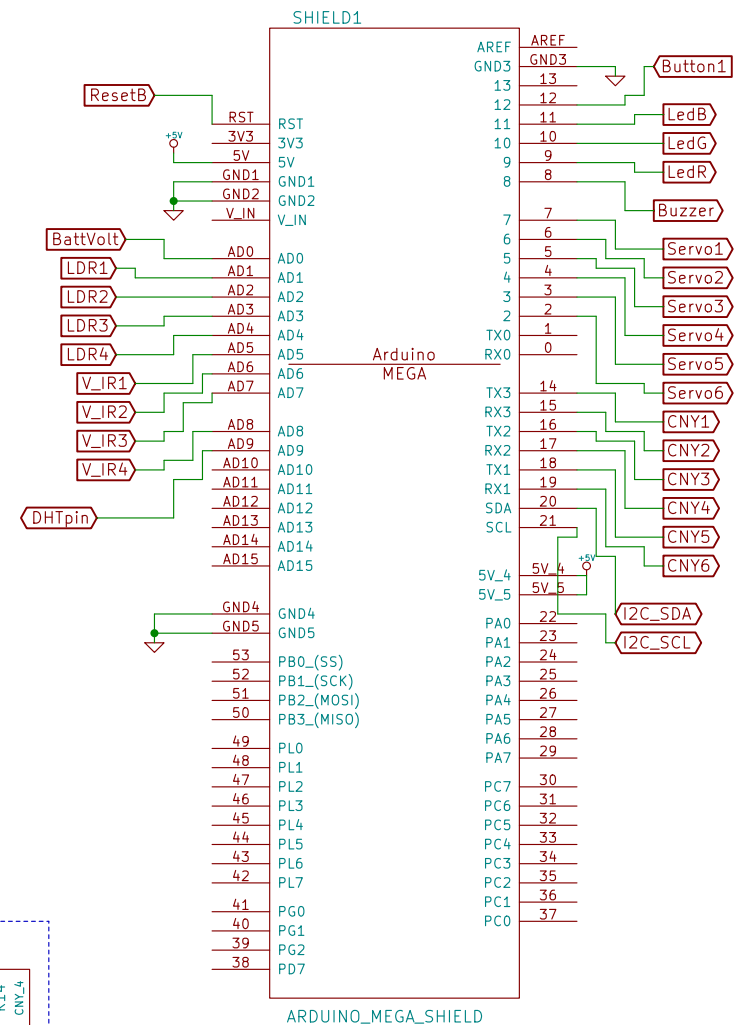 SHIELD1
ResetB
RST RST
3V3 3V3
+5V
5V 5V
GND1 GND1
GND2 GND2
V_IN V_IN
BattVolt
AD0 AD0
LDR1
AD1 AD1
LDR2
AD2 AD2
LDR3
AD3 AD3
LDR4
AD4 AD4
V_IR1
AD5 AD5
V_IR2
AD6 AD6
V_IR3
AD7 AD7
V_IR4
AD8 AD8
DHTpin
AD9 AD9
AD10 AD10
AD11 AD11
AD12 AD12
AD13 AD13
AD14 AD14
AD15 AD15
GND4 GND4
GND5 GND5
53 PB0_(SS)
52 PB1_(SCK)
51 PB2_(MOSI)
50 PB3_(MISO)
49 PL0
48 PL1
47 PL2
46 PL3
45 PL4
44 PL5
43 PL6
42 PL7
41 PG0
40 PG1
39 PG2
38 PD7
Arduino
MEGA
AREF AREF
GND3 GND3
13 13
12 12 Button1
11 11 LedB
10 10 LedG
9 9 LedR
8 8 Buzzer
7 7 Servo1
6 6 Servo2
5 5 Servo3
4 4 Servo4
3 3 Servo5
2 2 Servo6
TX0 1
RX0 0
TX3 14 CNY1
RX3 15 CNY2
TX2 16 CNY3
RX2 17 CNY4
TX1 18 CNY5
RX1 19 CNY6
SDA 20 I2C_SDA
SCL 21 I2C_SCL
+5V
5V_4 5V_4
5V_5 5V_5
PA0 22
PA1 23
PA2 24
PA3 25
PA4 26
PA5 27
PA6 28
PA7 29
PC7 30
PC6 31
PC5 32
PC4 33
PC3 34
PC2 35
PC1 36
PC0 37
ARDUINO_MEGA_SHIELD
CNY_4